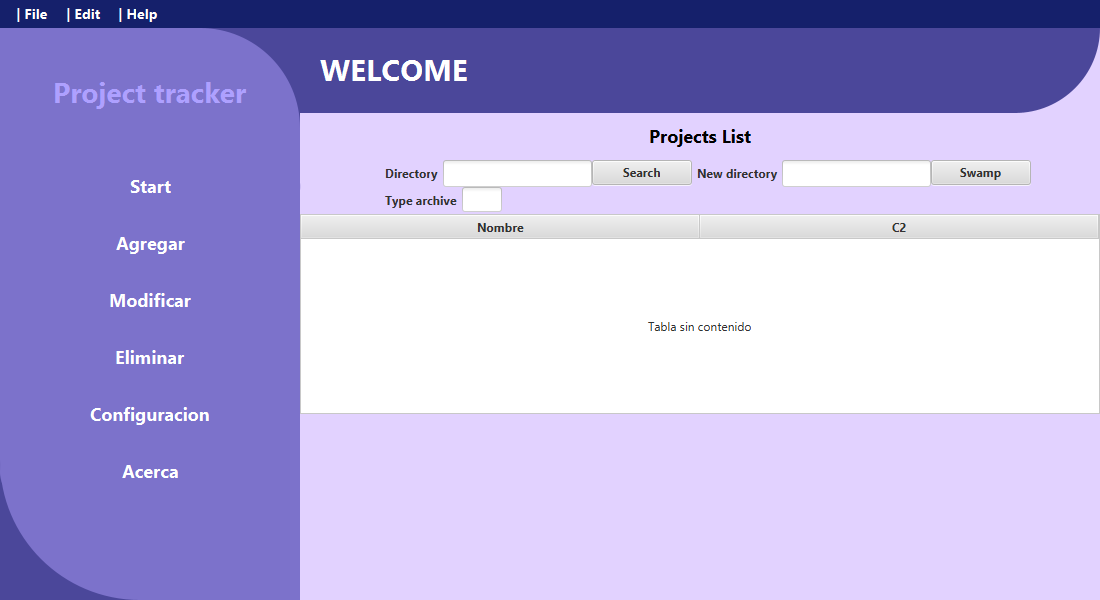 | File | Edit | Help
WELCOME
Project tracker
Start
Agregar
Modificar
Eliminar
Configuracion
Acerca
Projects List
Directory Search New directory Swamp
Type archive
Nombre C2
Tabla sin contenido